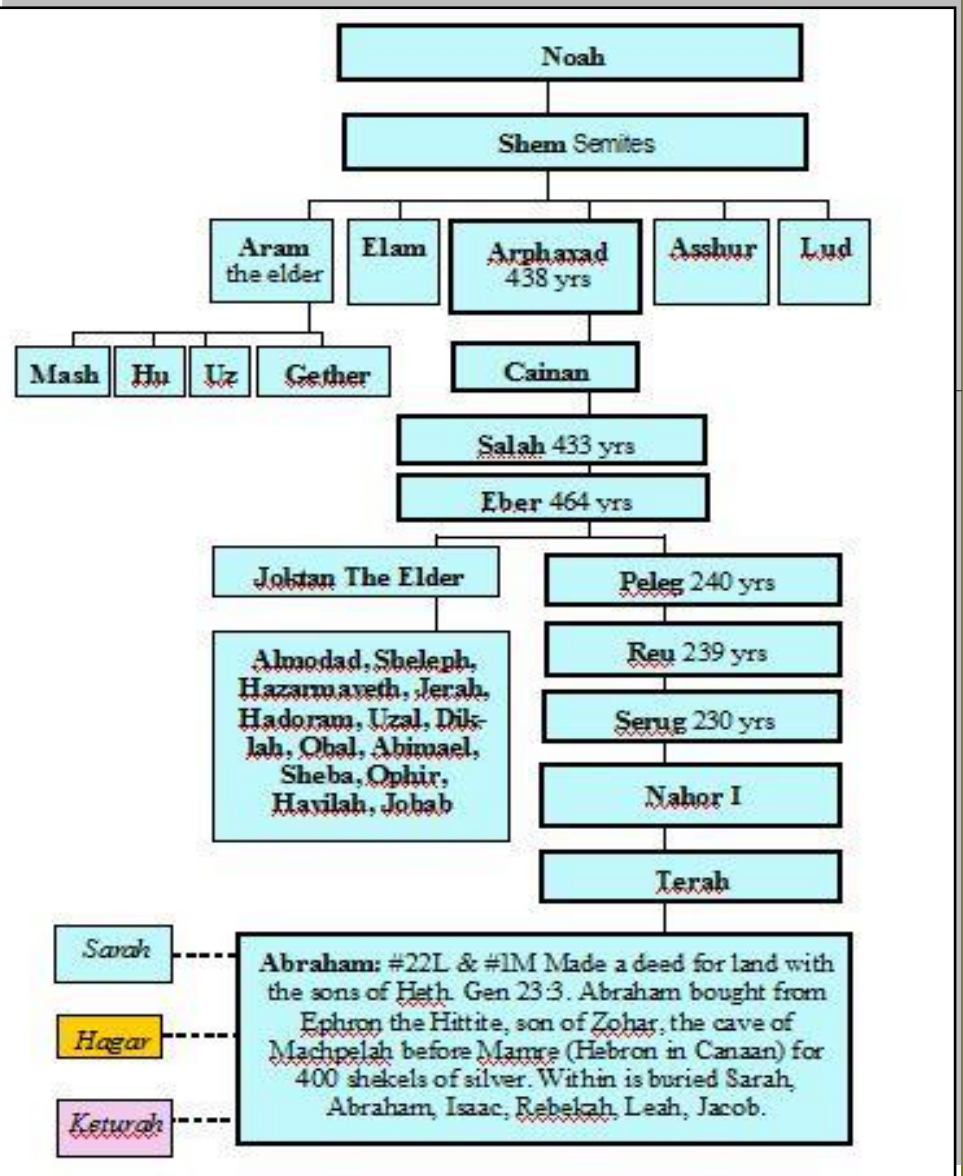 Noah
Shem Semites
Aram
the elder
Elam
Arphaxad
438 yrs
Asshur
Lud
Mash
Hu
Uz
Gether
Cainan
Salah 433 yrs
Eber 464 yrs
Joktan The Elder
Peleg 240 yrs
Almodad, Sheleph,
Hazarmaveth, Jerah,
Hadoram, Uzal, Dik-
lah, Obal, Abimael,
Sheba, Ophir,
Havilah, Jobab
Reu 239 yrs
Serug 230 yrs
Nahor I
Terah
Sarah
Hagar
Keturah
Abraham: #22L & #1M Made a deed for land with
the sons of Heth. Gen 23:3. Abraham bought from
Ephron the Hittite, son of Zohar, the cave of
Machpelah before Mamre (Hebron in Canaan) for
400 shekels of silver. Within is buried Sarah,
Abraham, Isaac, Rebekah, Leah, Jacob.